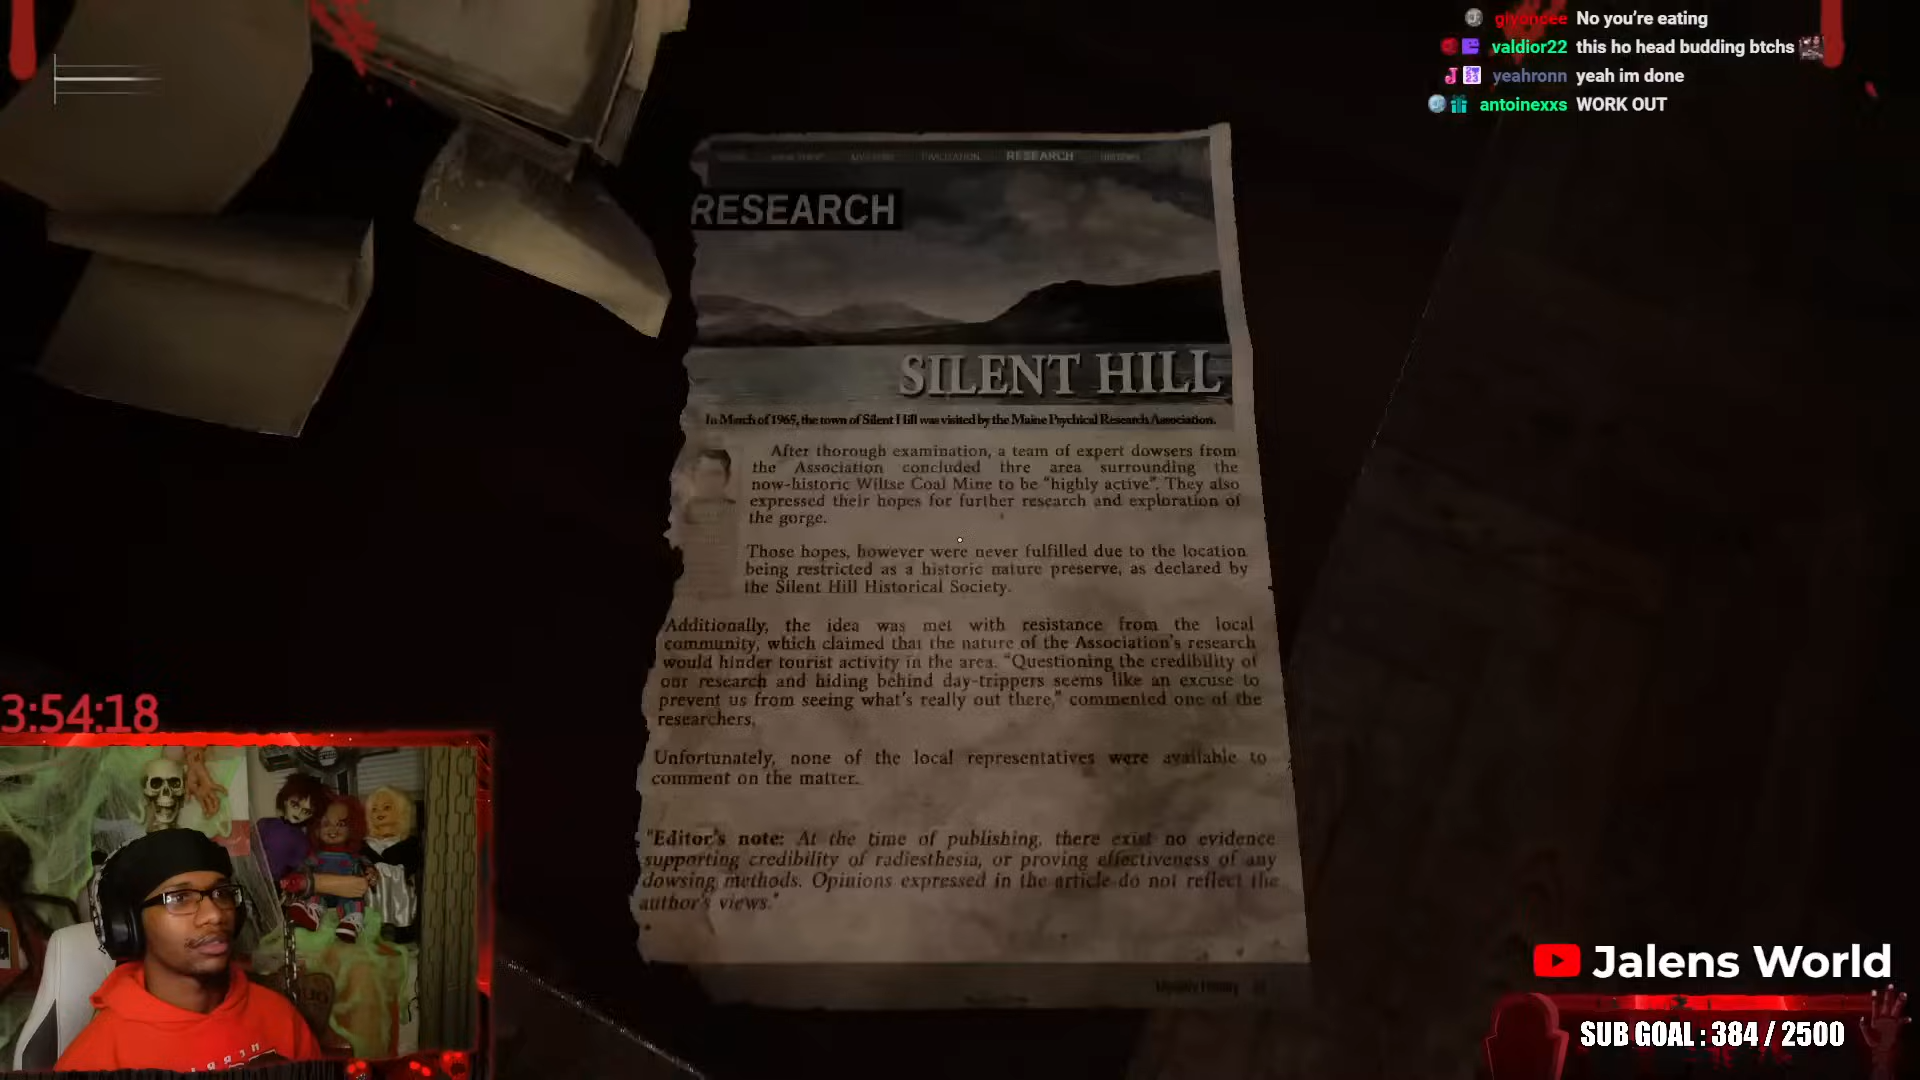 giyoncee No you're eating
valdior22 this ho head budding btchs
yeahronn yeah im done
antoinexxs WORK OUT
RESEARCH
RESEARCH
SILENT HILL
In March of 1965, the town of Silent Hill was visited by the Maine Psychical Research Association.
After thorough examination, a team of expert dowsers from
the Association concluded thre area surrounding the
now-historic Wiltse Coal Mine to be "highly active". They also
expressed their hopes for further research and exploration of
the gorge.
Those hopes, however were never fulfilled due to the location
being restricted as a historic nature preserve, as declared by
the Silent Hill Historical Society.
Additionally, the idea was met with resistance from the local
community, which claimed that the nature of the Association's research
would hinder tourist activity in the area. "Questioning the credibility of
our research and hiding behind day-trippers seems like an excuse to
prevent us from seeing what's really out there," commented one of the
researchers.
Unfortunately, none of the local representatives were available to
comment on the matter.
"Editor's note: At the time of publishing, there exist no evidence
supporting credibility of radiesthesia, or proving effectiveness of any
dowsing methods. Opinions expressed in the article do not reflect the
author's views."
3:54:18
Jalens World
SUB GOAL : 384 / 2500